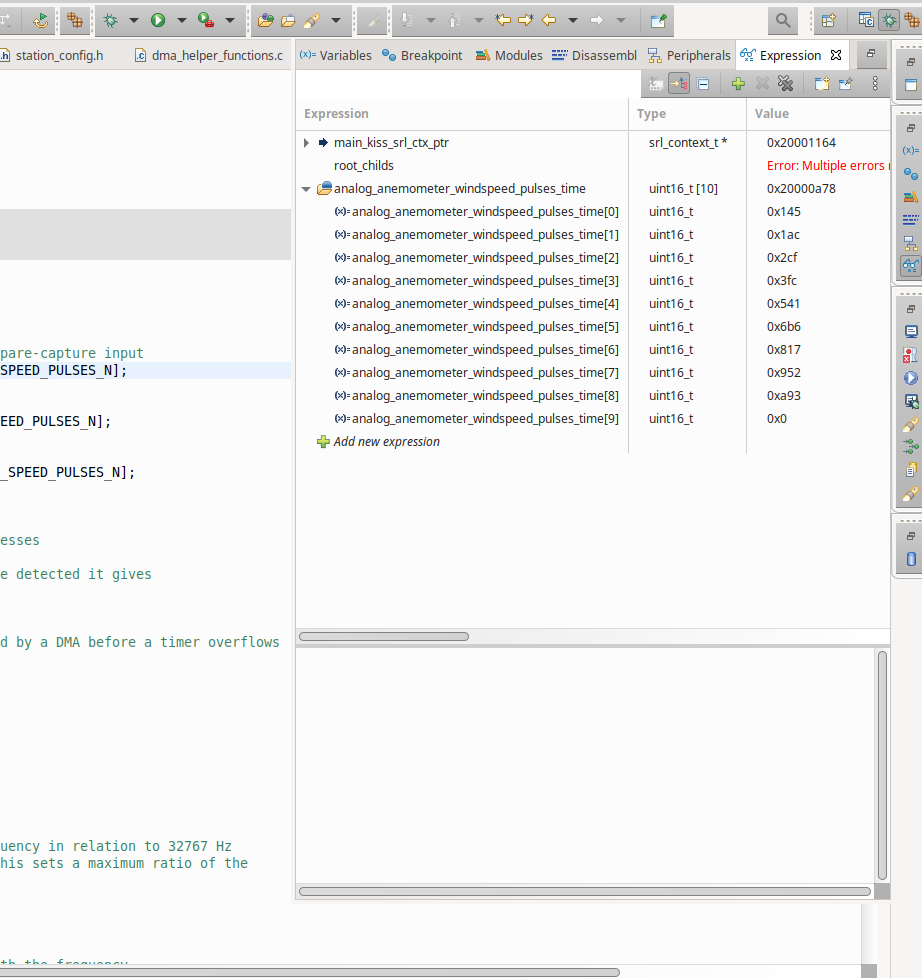 station_config.h
dma_helper_functions.c
(x)= Variables
Breakpoint
Modules
Disassembl
Peripherals
Expression
Expression Type Value
main_kiss_srl_ctx_ptr srl_context_t * 0x20001164
root_childs Error: Multiple errors
analog_anemometer_windspeed_pulses_time uint16_t [10] 0x20000a78
(x)= analog_anemometer_windspeed_pulses_time[0] uint16_t 0x145
(x)= analog_anemometer_windspeed_pulses_time[1] uint16_t 0x1ac
(x)= analog_anemometer_windspeed_pulses_time[2] uint16_t 0x2cf
(x)= analog_anemometer_windspeed_pulses_time[3] uint16_t 0x3fc
(x)= analog_anemometer_windspeed_pulses_time[4] uint16_t 0x541
(x)= analog_anemometer_windspeed_pulses_time[5] uint16_t 0x6b6
(x)= analog_anemometer_windspeed_pulses_time[6] uint16_t 0x817
(x)= analog_anemometer_windspeed_pulses_time[7] uint16_t 0x952
(x)= analog_anemometer_windspeed_pulses_time[8] uint16_t 0xa93
(x)= analog_anemometer_windspeed_pulses_time[9] uint16_t 0x0
Add new expression
pare-capture input
SPEED_PULSES_N];
EED_PULSES_N];
_SPEED_PULSES_N];
esses
e detected it gives
d by a DMA before a timer overflows
uency in relation to 32767 Hz
his sets a maximum ratio of the
th the frequency
(x)=